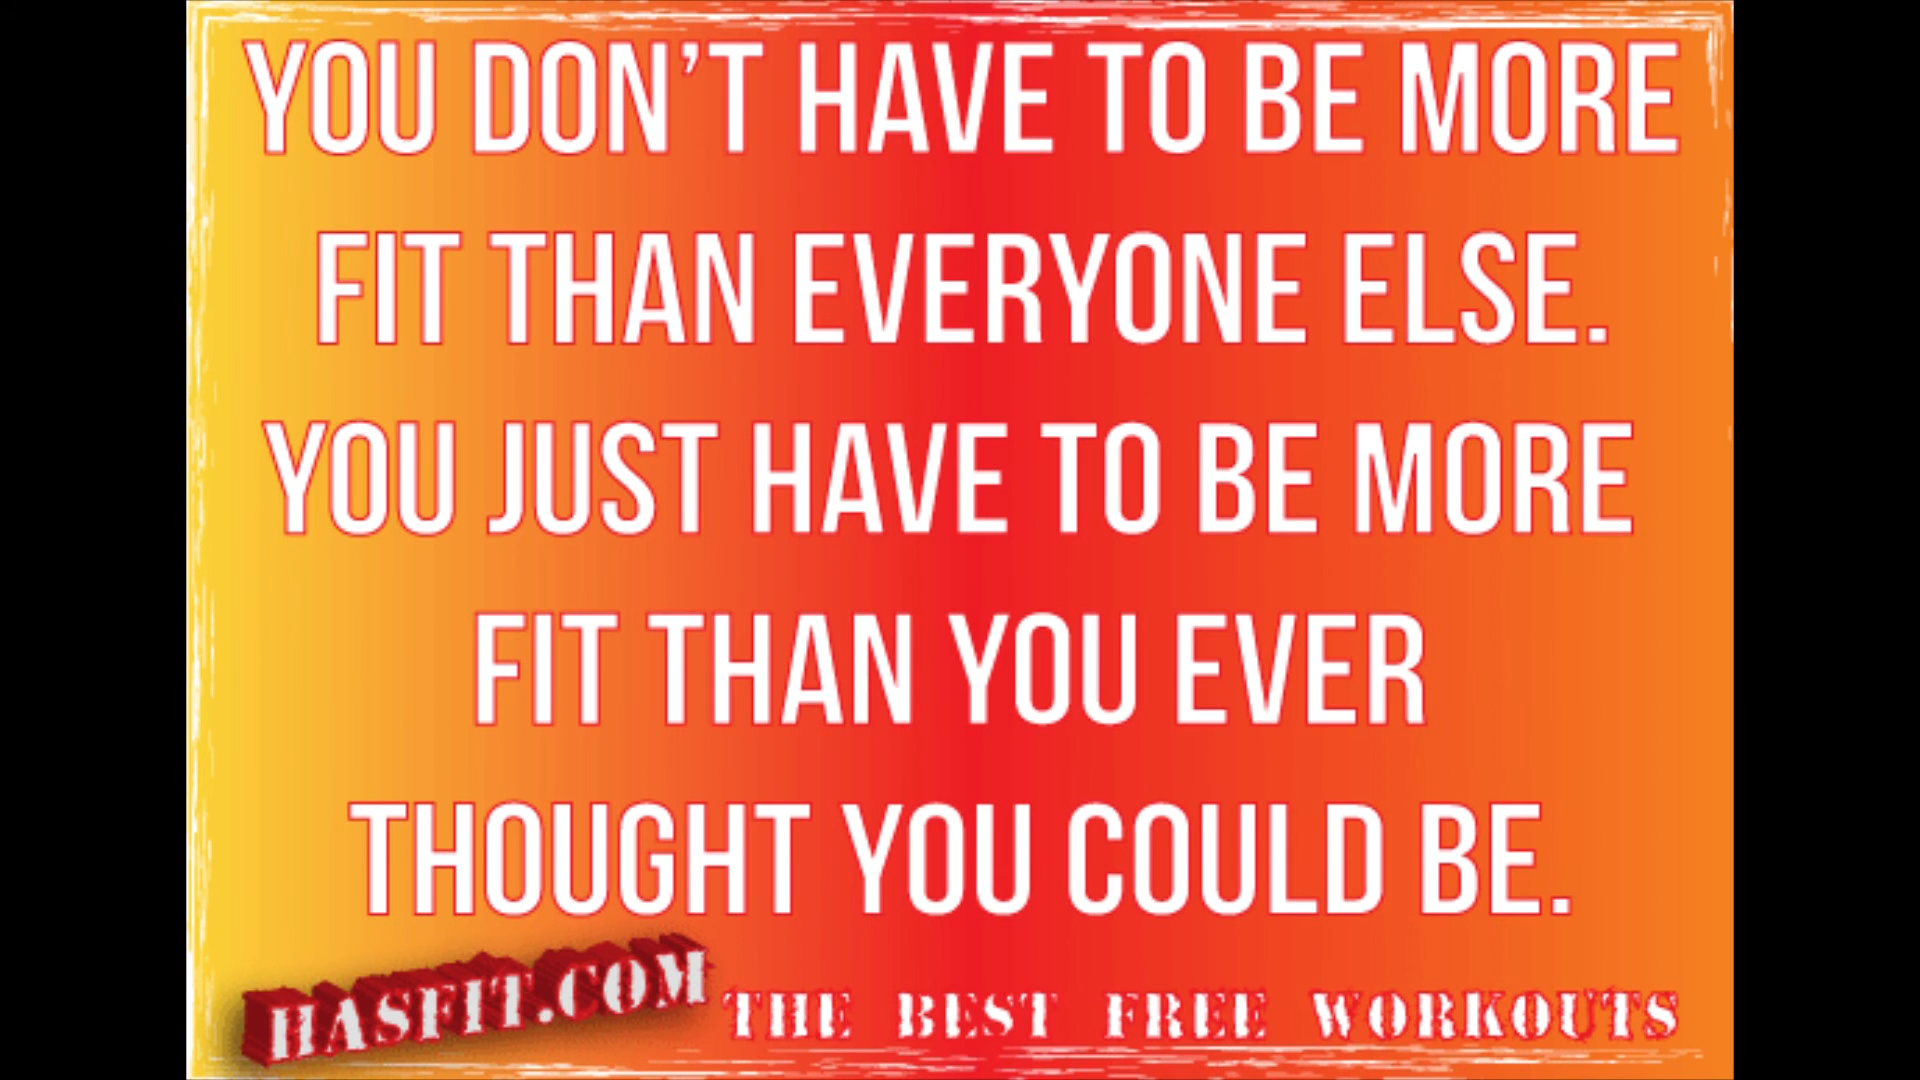 YOU DON'T HAVE TO BE MORE
FIT THAN EVERYONE ELSE.
YOU JUST HAVE TO BE MORE
FIT THAN YOU EVER
THOUGHT YOU COULD BE.
HASFIT.COM THE BEST FREE WORKOUTS